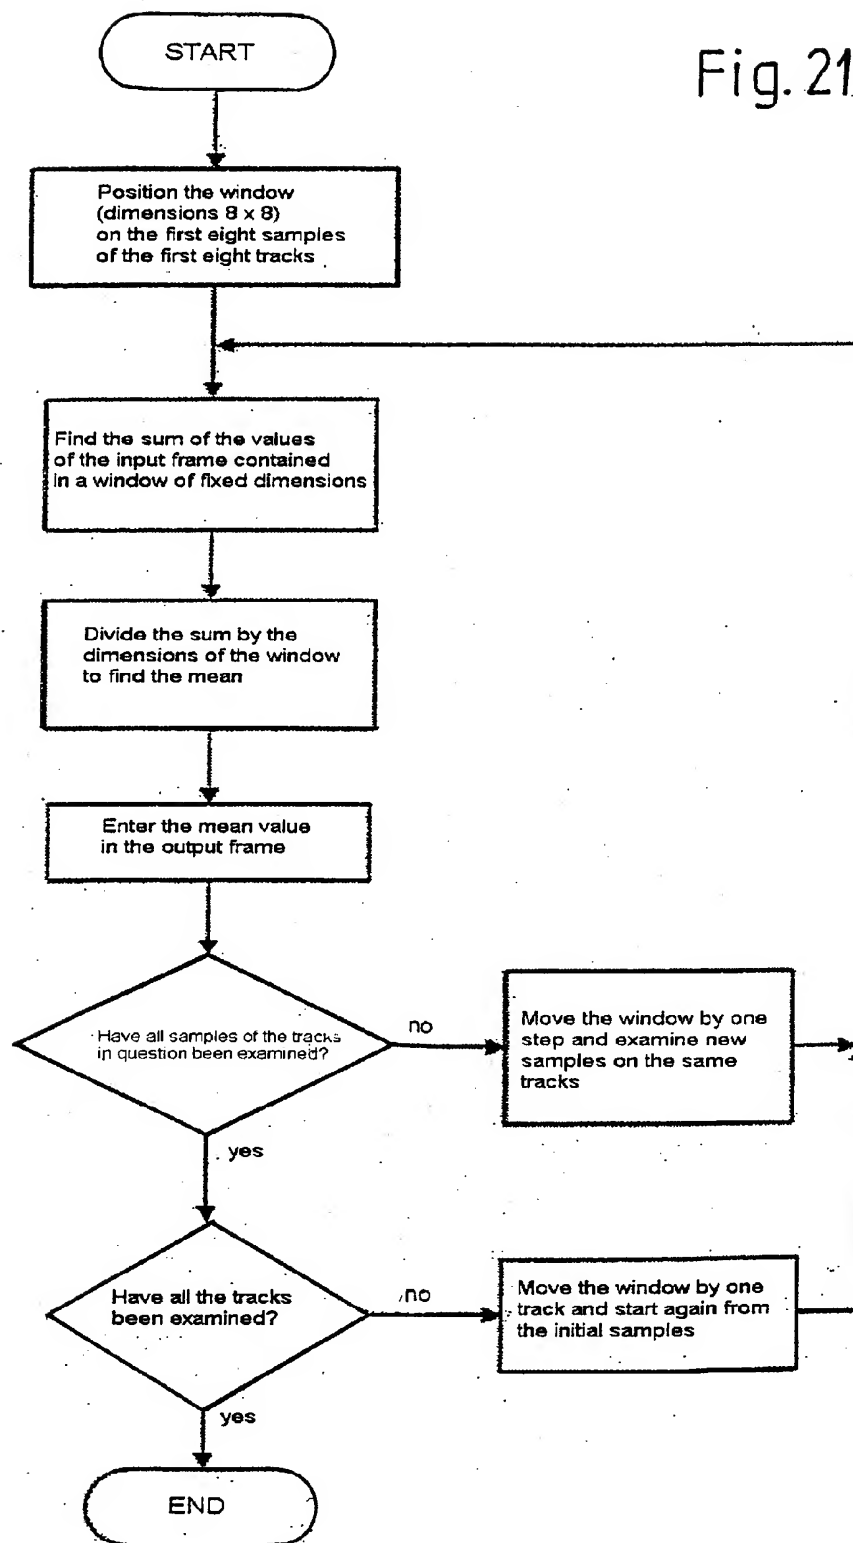 START
Fig. 21
Position the window
(dimensions 8 x 8)
on the first eight samples
of the first eight tracks
Find the sum of the values
of the input frame contained
in a window of fixed dimensions
Divide the sum by the
dimensions of the window
to find the mean
Enter the mean value
in the output frame
Have all samples of the tracks
in question been examined?
no
Move the window by one
step and examine new
samples on the same
tracks
yes
Have all the tracks
been examined?
no
Move the window by one
track and start again from
the initial samples
yes
END